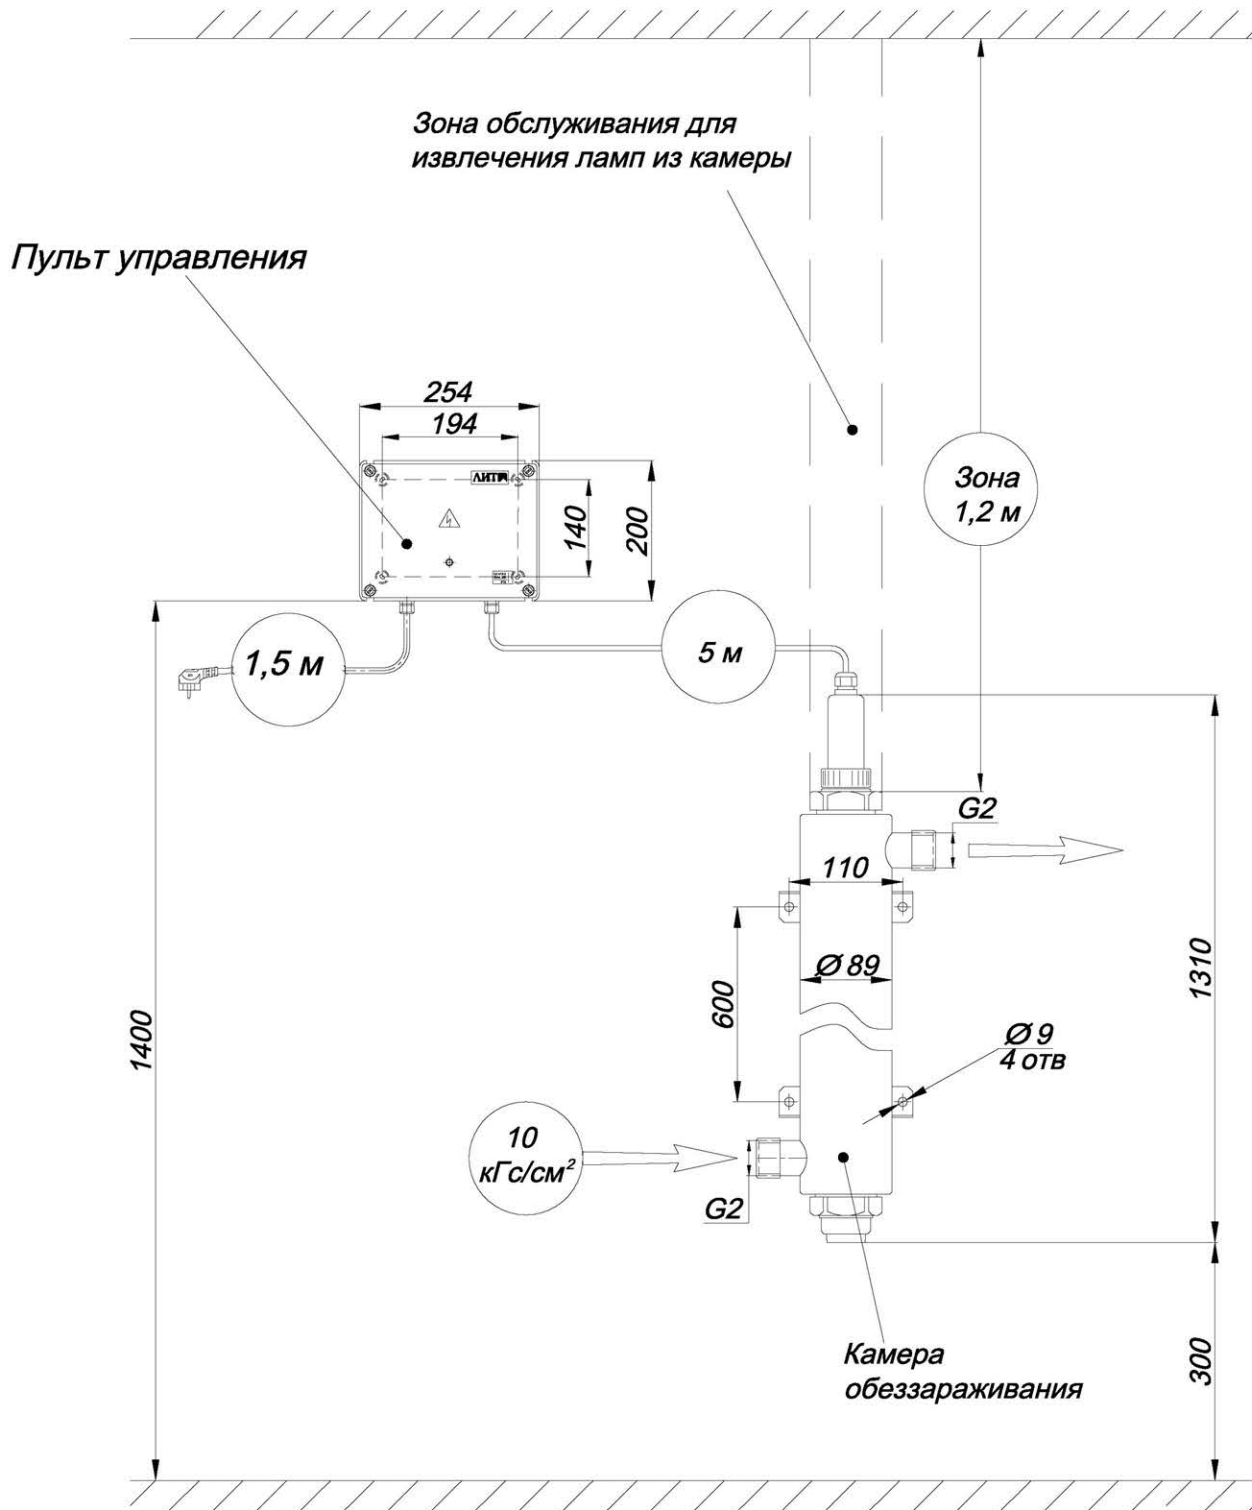 Зона обслуживания для
извлечения ламп из камеры
Пульт управления
254
194
ЛИТ
140
200
Зона
1,2 м
1,5 м
5 м
G2
110
Ø 89
600
1310
1400
Ø 9
4 отв
10
кГс/см²
G2
Камера
обеззараживания
300